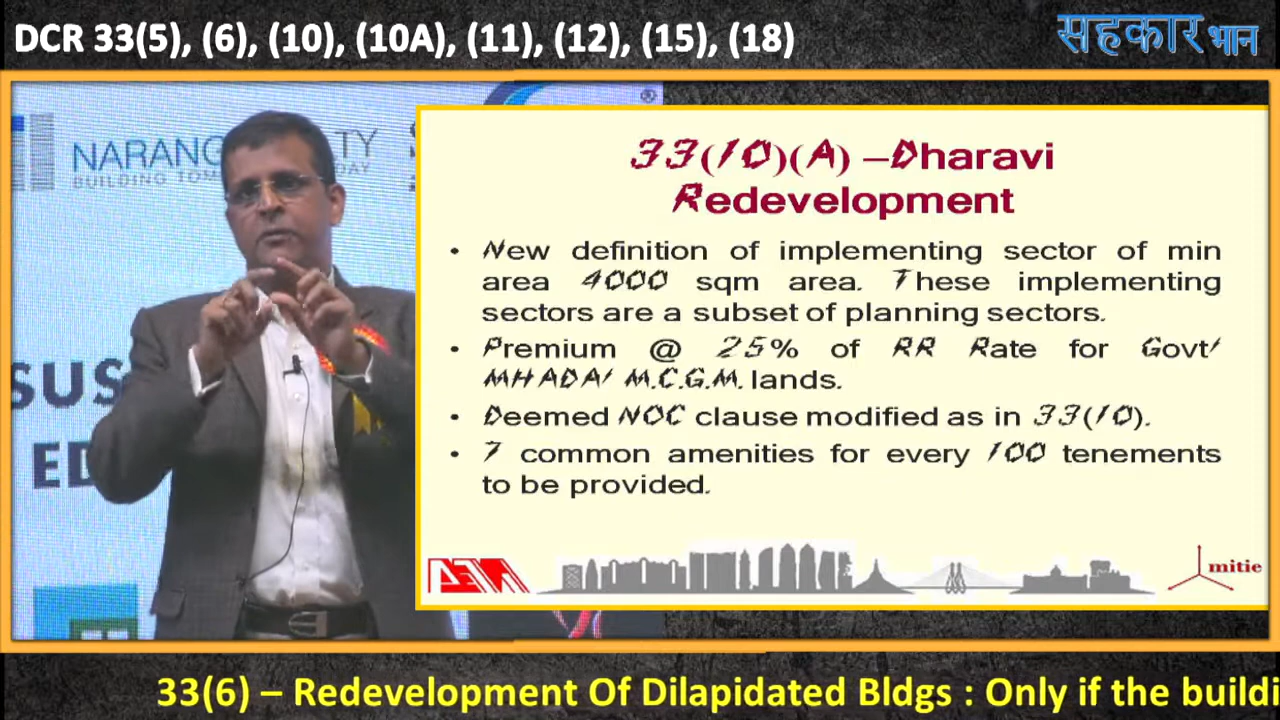 DCR 33(5), (6), (10), (10A), (11), (12), (15), (18)
सहकार भान
NARANG
TY
BUILDING TOM
DAY
®
SUS
ED
33(10)(A) –Dharavi
Redevelopment
• New definition of implementing sector of min
area 4000 sqm area. These implementing
sectors are a subset of planning sectors.
• Premium @ 25% of RR Rate for Govt/
MHADA/ M.C.G.M. lands.
• Deemed NOC clause modified as in 33(10).
• 7 common amenities for every 100 tenements
to be provided.
mitie
33(6) – Redevelopment Of Dilapidated Bldgs : Only if the buildi